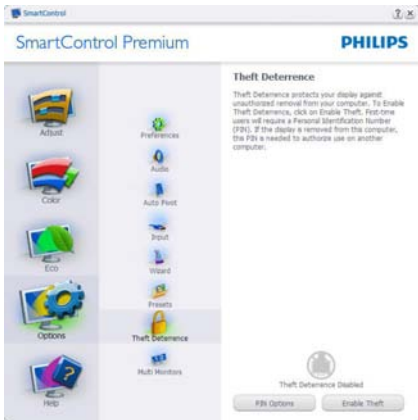 SmartControl
? x
SmartControl Premium
PHILIPS
Adjust
Color
Eco
Options
Help
Preferences
Audio
Auto Pivot
Input
Wizard
Presets
Theft Deterrence
Multi Monitors
Theft Deterrence
Theft Deterrence protects your display against
unauthorized removal from your computer. To Enable
Theft Deterrence, click on Enable Theft. First-time
users will require a Personal Identification Number
(PIN). If the display is removed from this computer,
the PIN is needed to authorize use on another
computer.
Theft Deterrence Disabled
PIN Options
Enable Theft